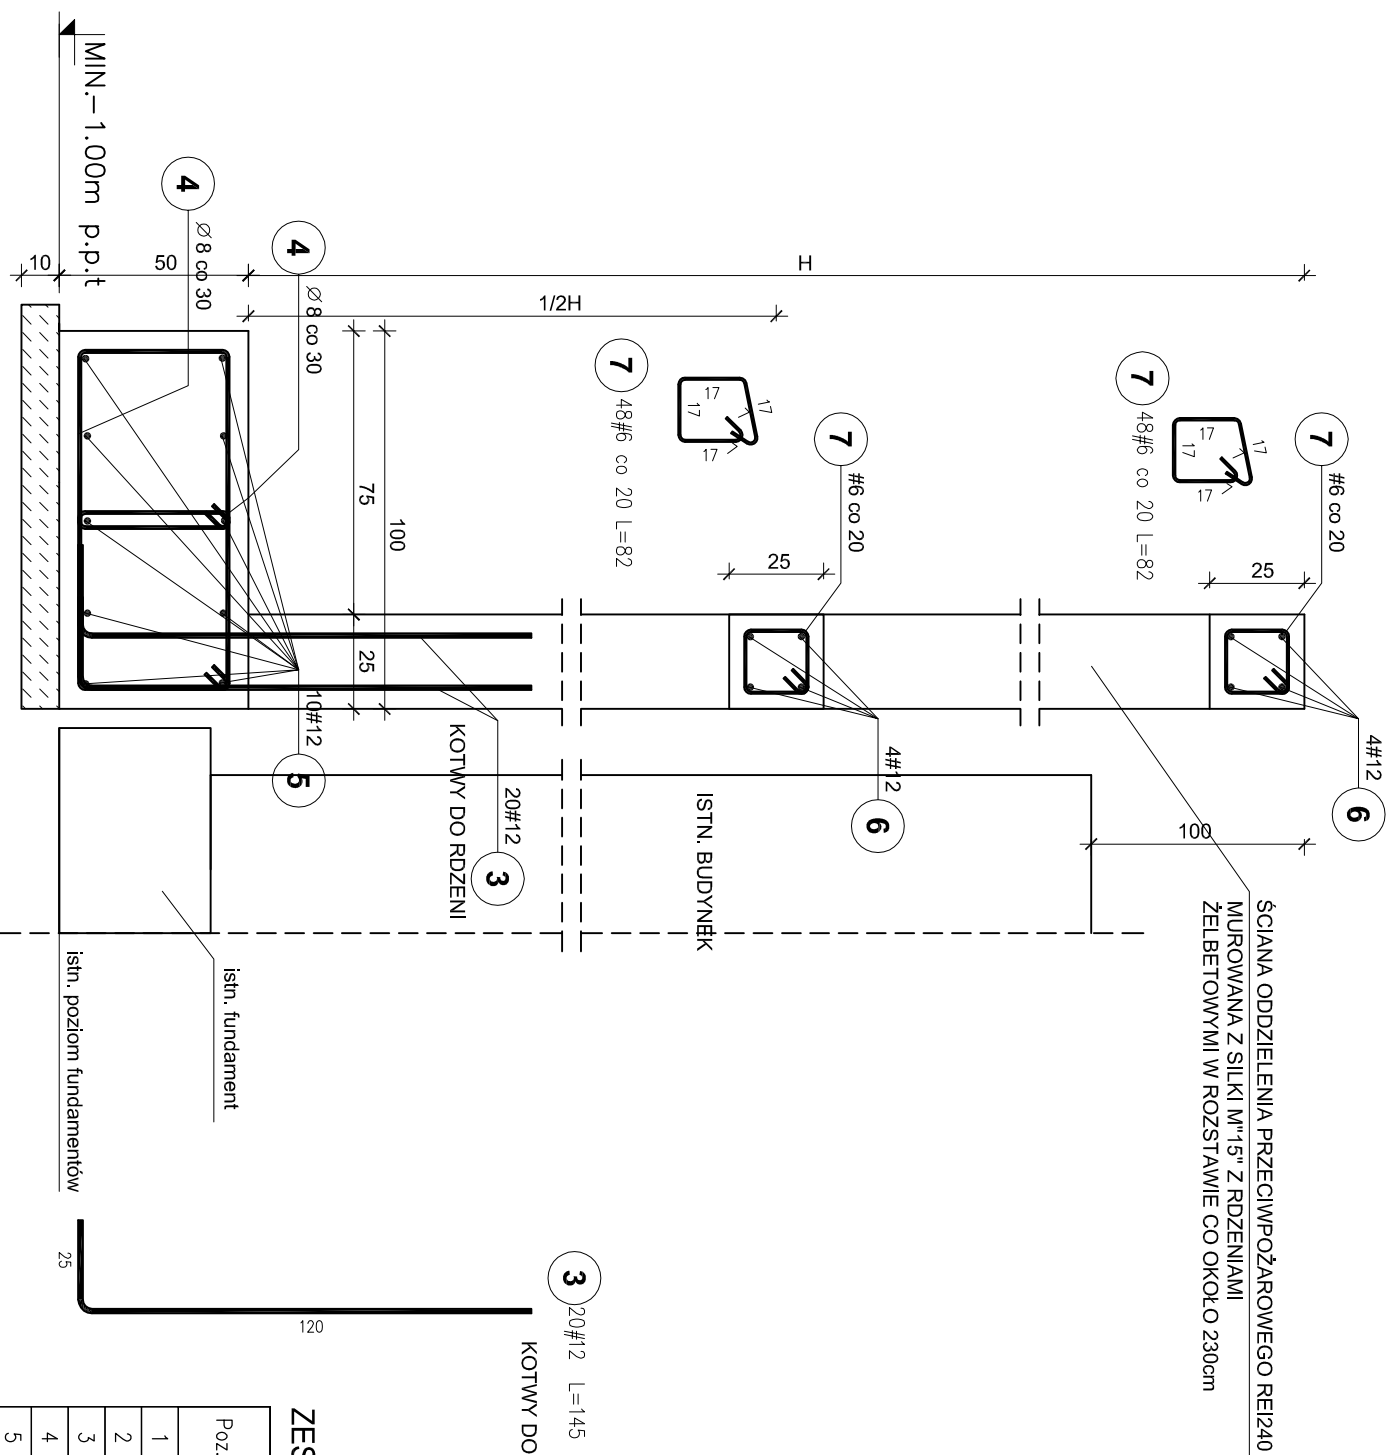 ŚCIANA ODDZIELENIA PRZECIWPOŻAROWEGO REI240
MUROWANA Z SILKI M"15" Z RDZENIAMI
ŻELBETOWYMI W ROZSTAWIE CO OKOŁO 230cm
7
#6 co 20
25
4#12
6
100
7
48#6 co 20 L=82
17
17
17
17
H
7
#6 co 20
25
4#12
6
7
48#6 co 20 L=82
17
17
17
17
1/2H
ISTN. BUDYNEK
3
20#12 L=145
KOTWY DO
120
25
20#12
3
KOTWY DO RDZENI
100
75
25
4
Ø 8 co 30
4
Ø 8 co 30
10#12
5
50
10
MIN.-1.00m p.p.t
istn. fundament
istn. poziom fundamentów
ZES
Poz.
1
2
3
4
5